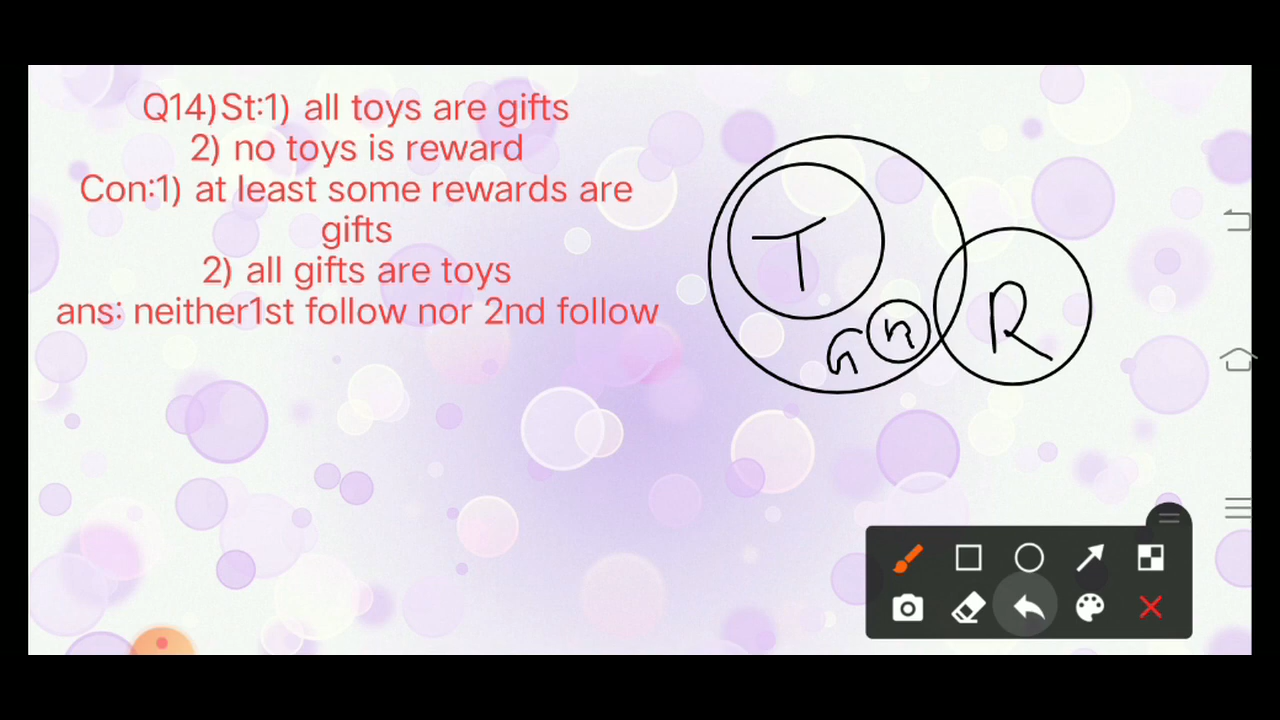 Q14)St:1) all toys are gifts
2) no toys is reward
Con:1) at least some rewards are
gifts
2) all gifts are toys
ans: neither1st follow nor 2nd follow
T
G
R